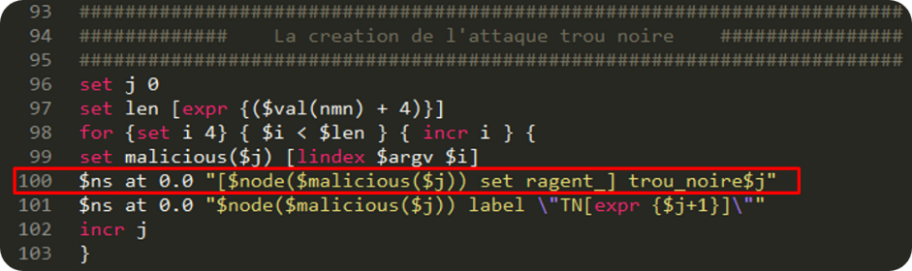 93 ##########################################################################
94 #############    La creation de l'attaque trou noire    ################
95 ##########################################################################
96 set j 0
97 set len [expr {($val(nmn) + 4)}]
98 for {set i 4} { $i < $len } { incr i } {
99 set malicious($j) [lindex $argv $i]
100 $ns at 0.0 "[$node($malicious($j)) set ragent_] trou_noire$j"
101 $ns at 0.0 "$node($malicious($j)) label \"TN[expr {$j+1}]\""
102 incr j
103 }